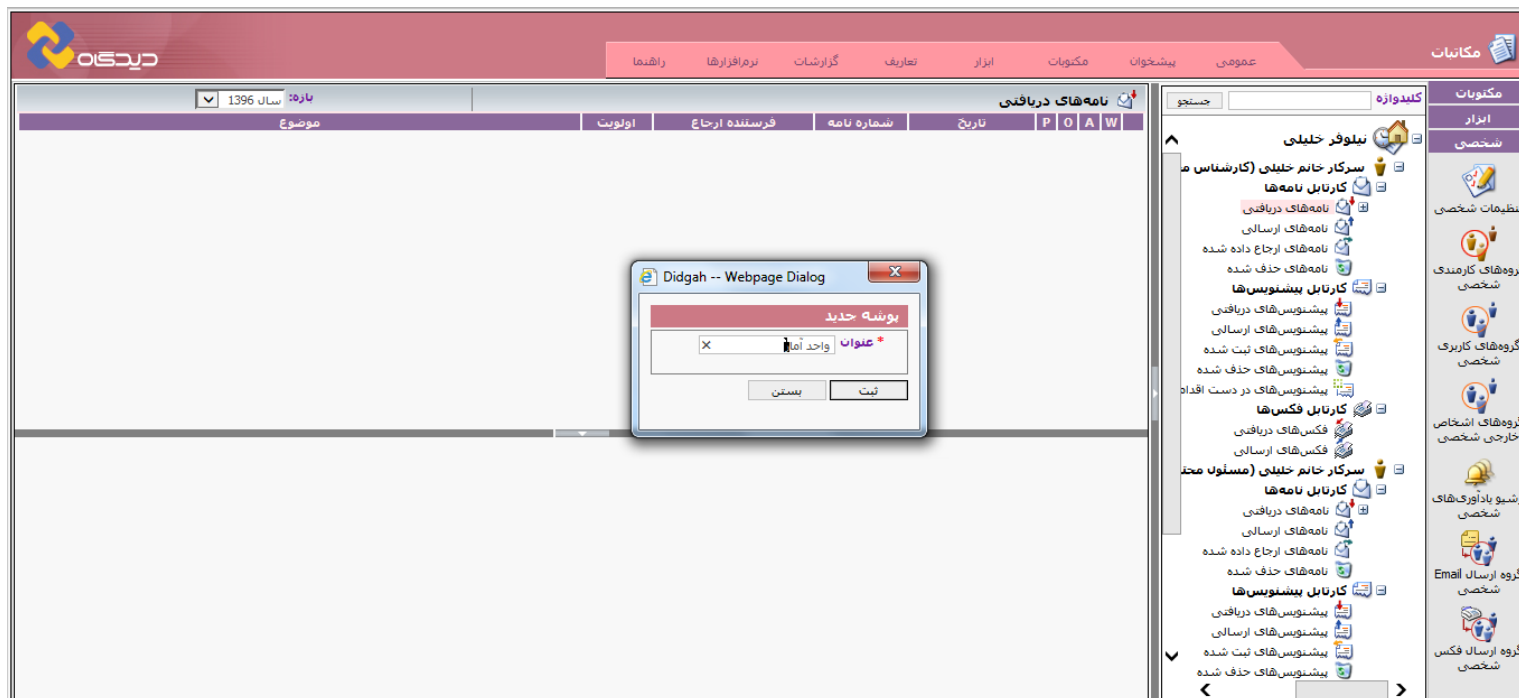 مکاتبات
دیدگاه
عمومی
پیشخوان
مکتوبات
ابزار
تعاریف
گزارشات
نرم‌افزارها
راهنما
مکتوبات
ابزار
شخصی
نظیمات شخصی
روه‌های کارمندی
شخصی
گروه‌های کاربری
شخصی
گروه‌های اشخاص
خارجی شخصی
شیو یادآوری‌های
شخصی
گروه ارسال Email
شخصی
گروه ارسال فکس
شخصی
کلیدواژه
جستجو
نیلوفر خلیلی
سرکار خانم خلیلی (کارشناس م
کارتابل نامه‌ها
نامه‌های دریافتی
نامه‌های ارسالی
نامه‌های ارجاع داده شده
نامه‌های حذف شده
کارتابل پیشنویس‌ها
پیشنویس‌های دریافتی
پیشنویس‌های ارسالی
پیشنویس‌های ثبت شده
پیشنویس‌های حذف شده
پیشنویس‌های در دست اقدا
کارتابل فکس‌ها
فکس‌های دریافتی
فکس‌های ارسالی
سرکار خانم خلیلی (مسئول محت
کارتابل نامه‌ها
نامه‌های دریافتی
نامه‌های ارسالی
نامه‌های ارجاع داده شده
نامه‌های حذف شده
کارتابل پیشنویس‌ها
پیشنویس‌های دریافتی
پیشنویس‌های ارسالی
پیشنویس‌های ثبت شده
پیشنویس‌های حذف شده
نامه‌های دریافتی
بازه: سال 1396
W A O P تاریخ شماره نامه فرستنده ارجاع اولویت موضوع
Didgah -- Webpage Dialog
پوشه جدید
* عنوان واحد آما
ثبت بستن